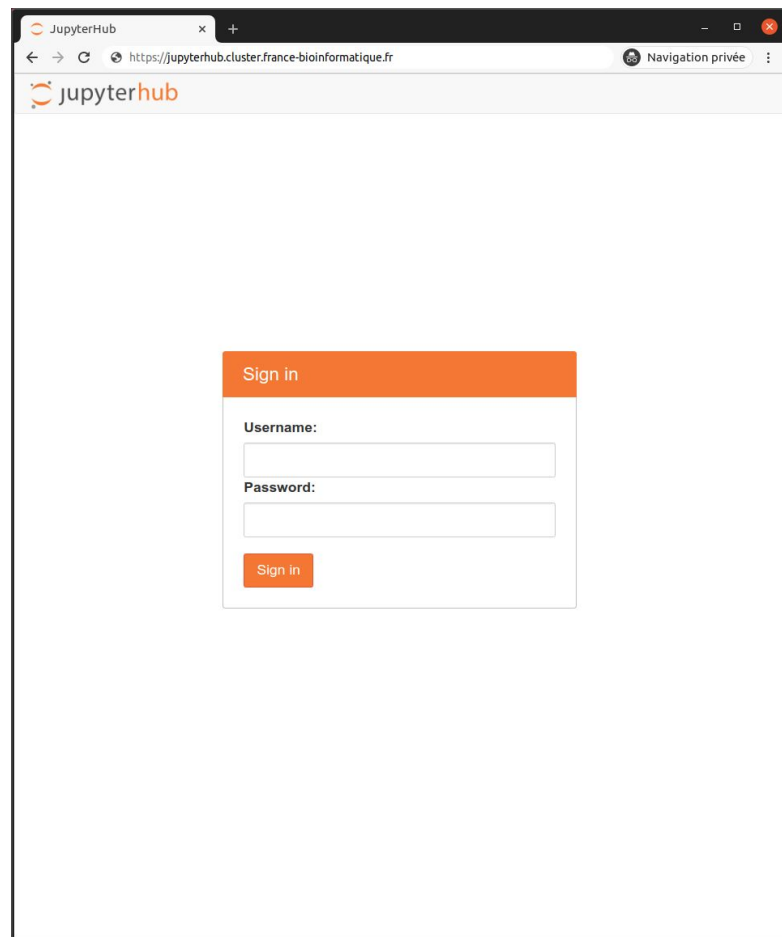 JupyterHub
https://jupyterhub.cluster.france-bioinformatique.fr Navigation privée
jupyterhub
Sign in
Username:
Password:
Sign in